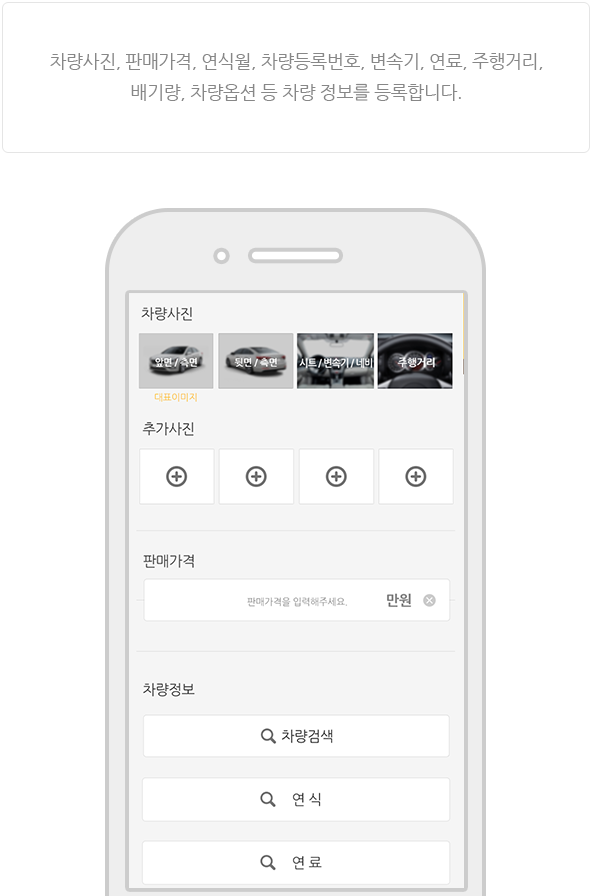 차량사진, 판매가격, 연식월, 차량등록번호, 변속기, 연료, 주행거리,
배기량, 차량옵션 등 차량 정보를 등록합니다.
차량사진
앞면 / 측면
뒷면 / 측면
시트 / 변속기 / 네비
주행거리
대표이미지
추가사진
판매가격
판매가격을 입력해주세요.
만원
차량정보
차량검색
연 식
연 료